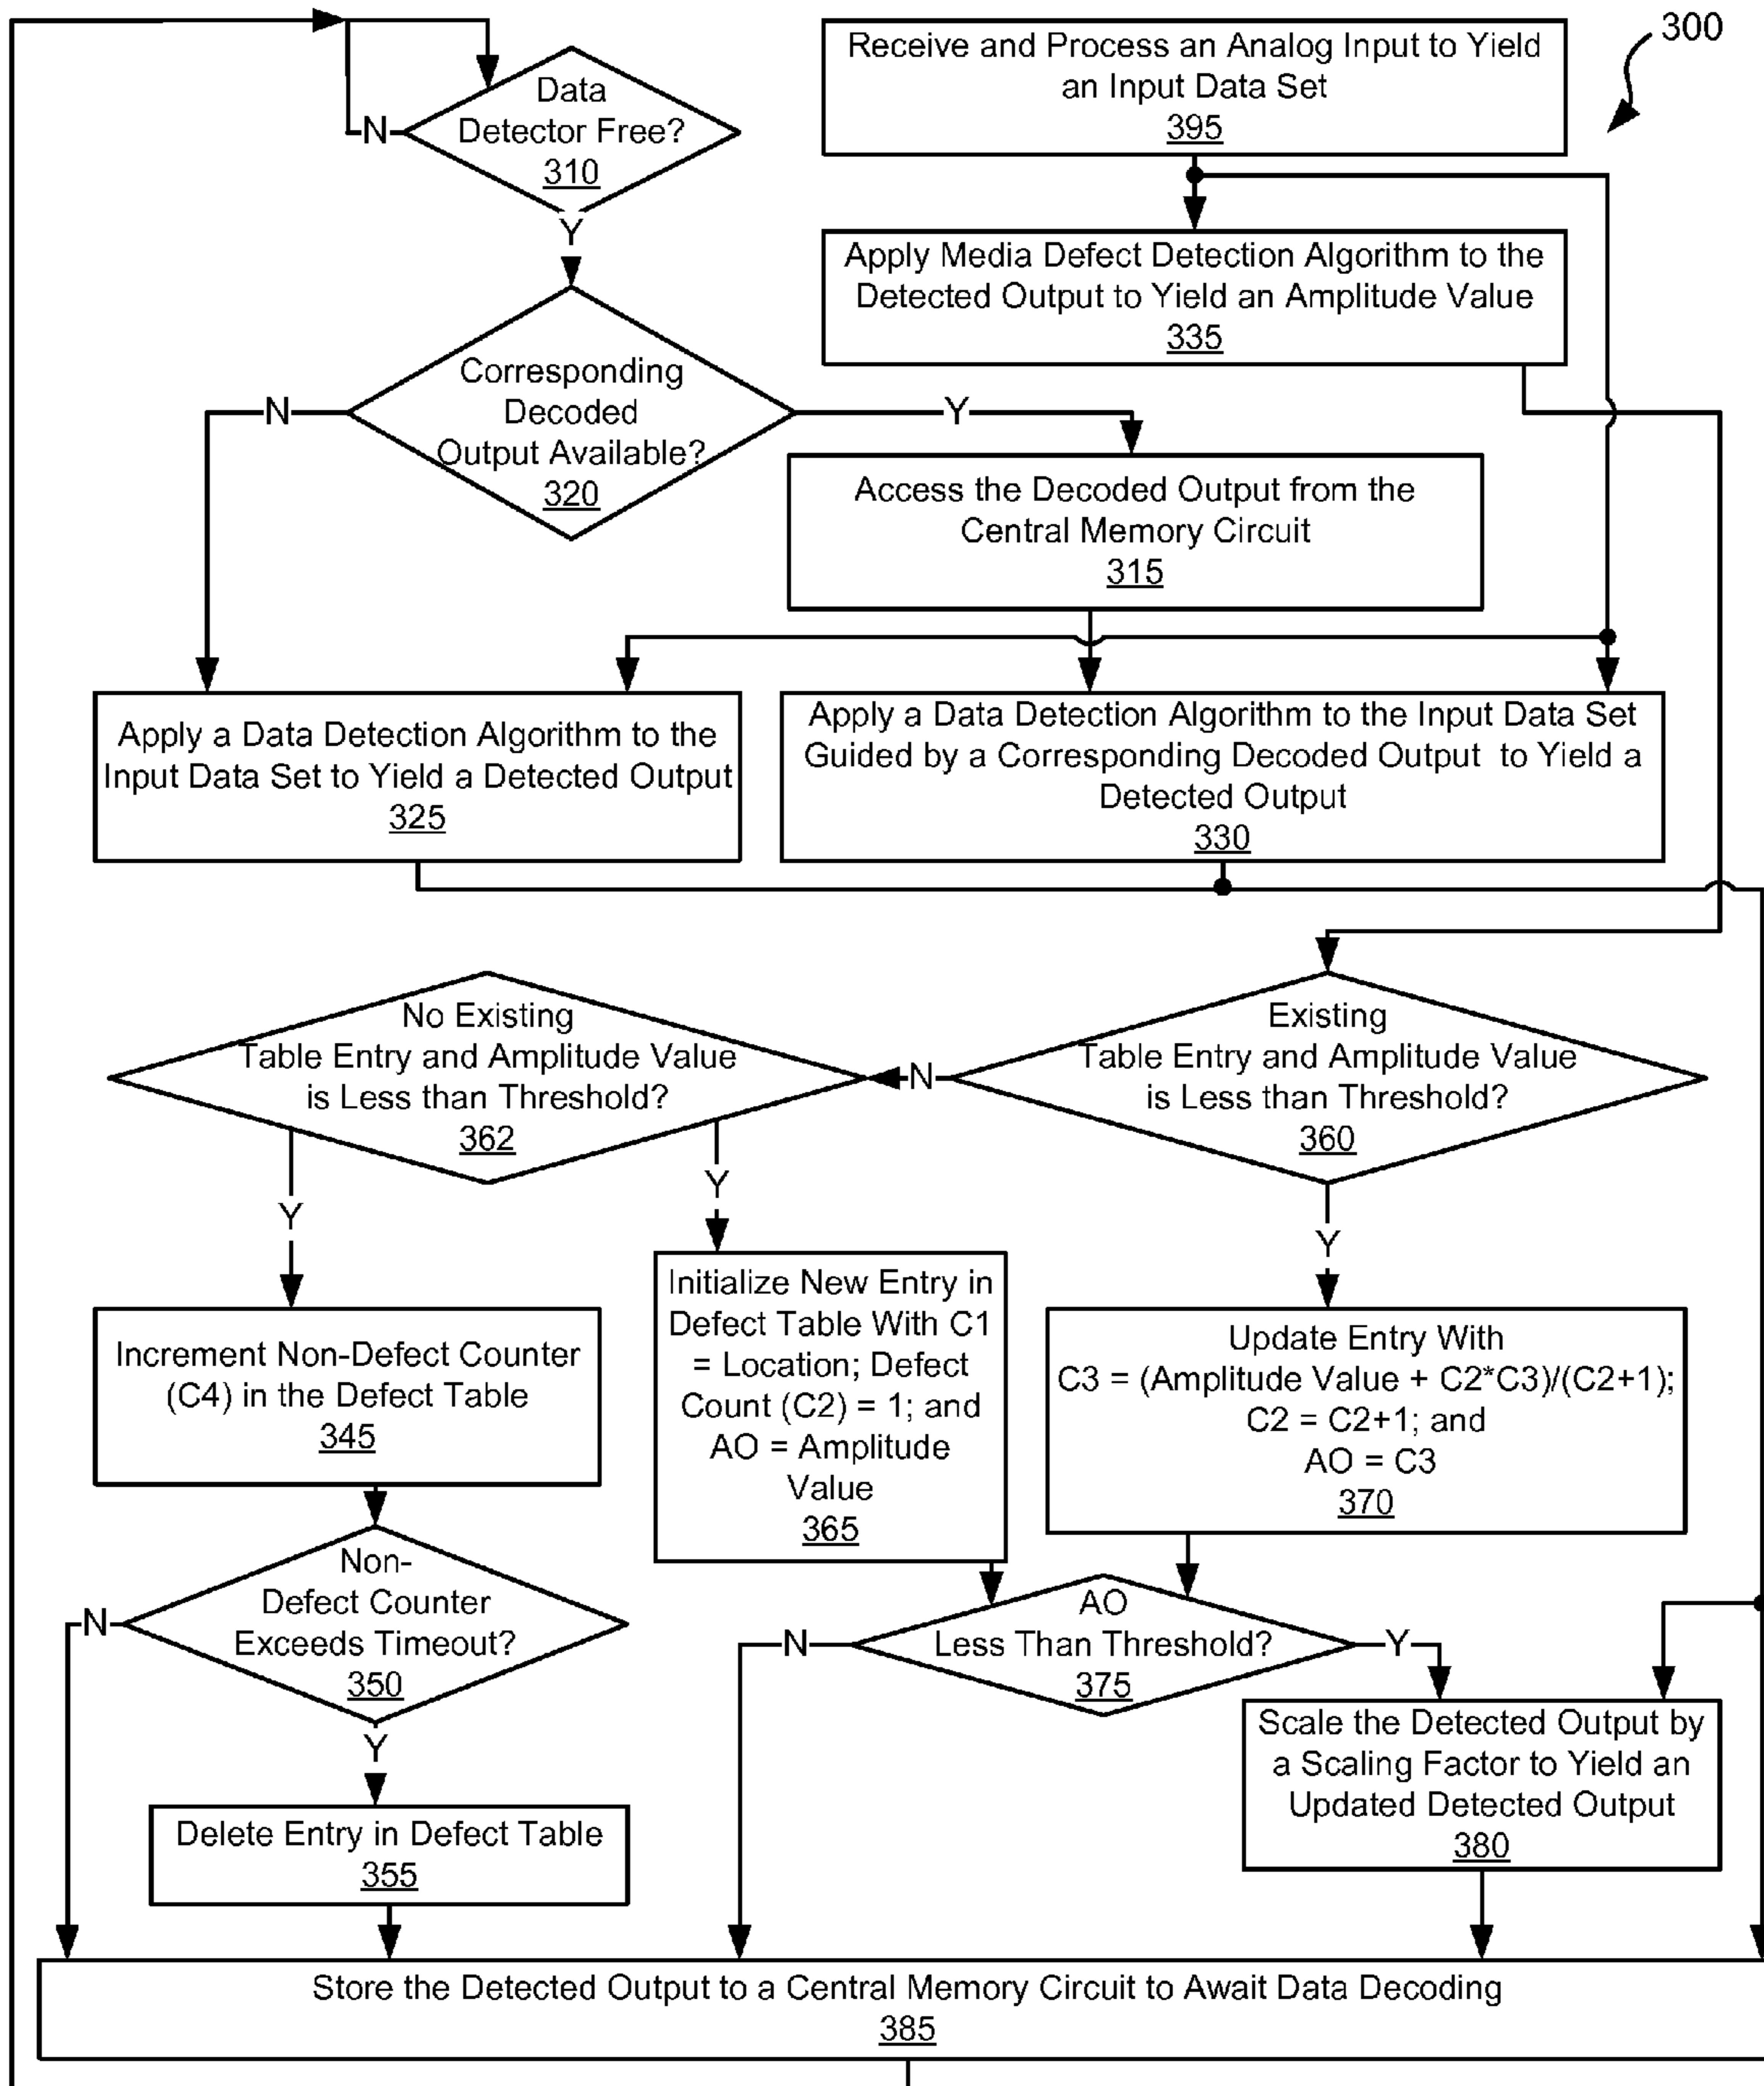 300
Data
Detector Free?
310
N
Y
Receive and Process an Analog Input to Yield
an Input Data Set
395
Apply Media Defect Detection Algorithm to the
Detected Output to Yield an Amplitude Value
335
Corresponding
Decoded
Output Available?
320
N
Y
Access the Decoded Output from the
Central Memory Circuit
315
Apply a Data Detection Algorithm to the
Input Data Set to Yield a Detected Output
325
Apply a Data Detection Algorithm to the Input Data Set
Guided by a Corresponding Decoded Output to Yield a
Detected Output
330
No Existing
Table Entry and Amplitude Value
is Less than Threshold?
362
N
Existing
Table Entry and Amplitude Value
is Less than Threshold?
360
Y
Y
Y
Increment Non-Defect Counter
(C4) in the Defect Table
345
Initialize New Entry in
Defect Table With C1
= Location; Defect
Count (C2) = 1; and
AO = Amplitude
Value
365
Update Entry With
C3 = (Amplitude Value + C2*C3)/(C2+1);
C2 = C2+1; and
AO = C3
370
Non-
Defect Counter
Exceeds Timeout?
350
N
Y
AO
Less Than Threshold?
375
N
Y
Scale the Detected Output by
a Scaling Factor to Yield an
Updated Detected Output
380
Delete Entry in Defect Table
355
Store the Detected Output to a Central Memory Circuit to Await Data Decoding
385